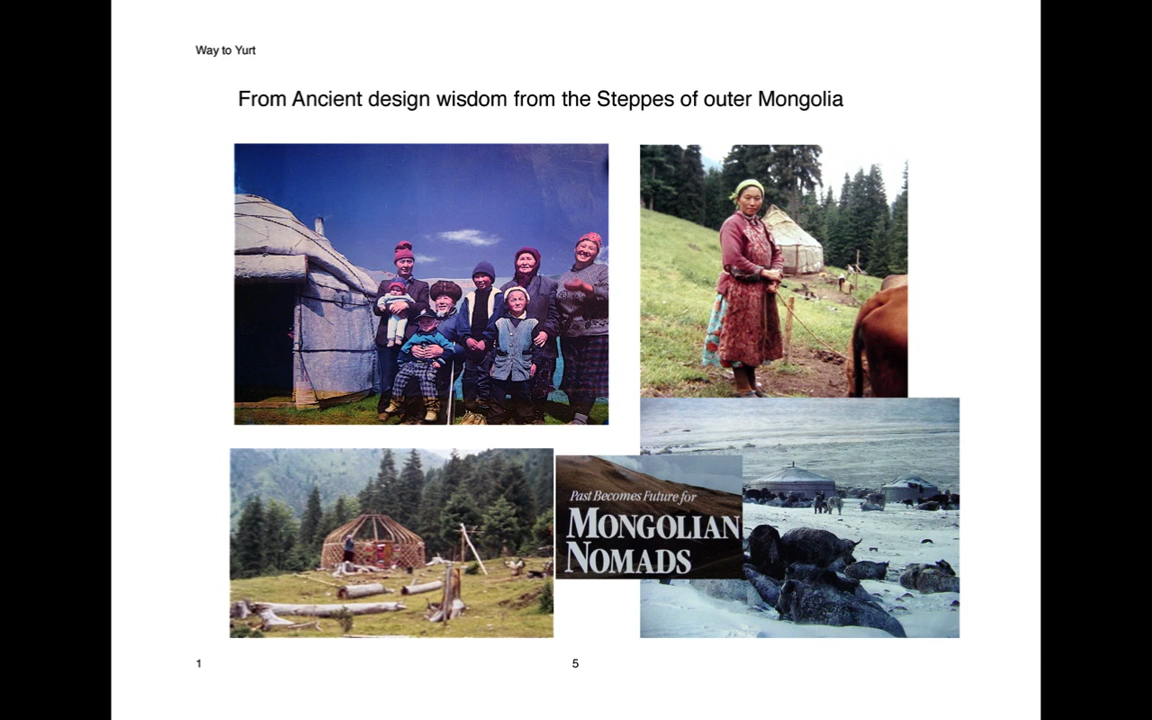 Way to Yurt
From Ancient design wisdom from the Steppes of outer Mongolia
Past Becomes Future for
MONGOLIAN
NOMADS
1
5